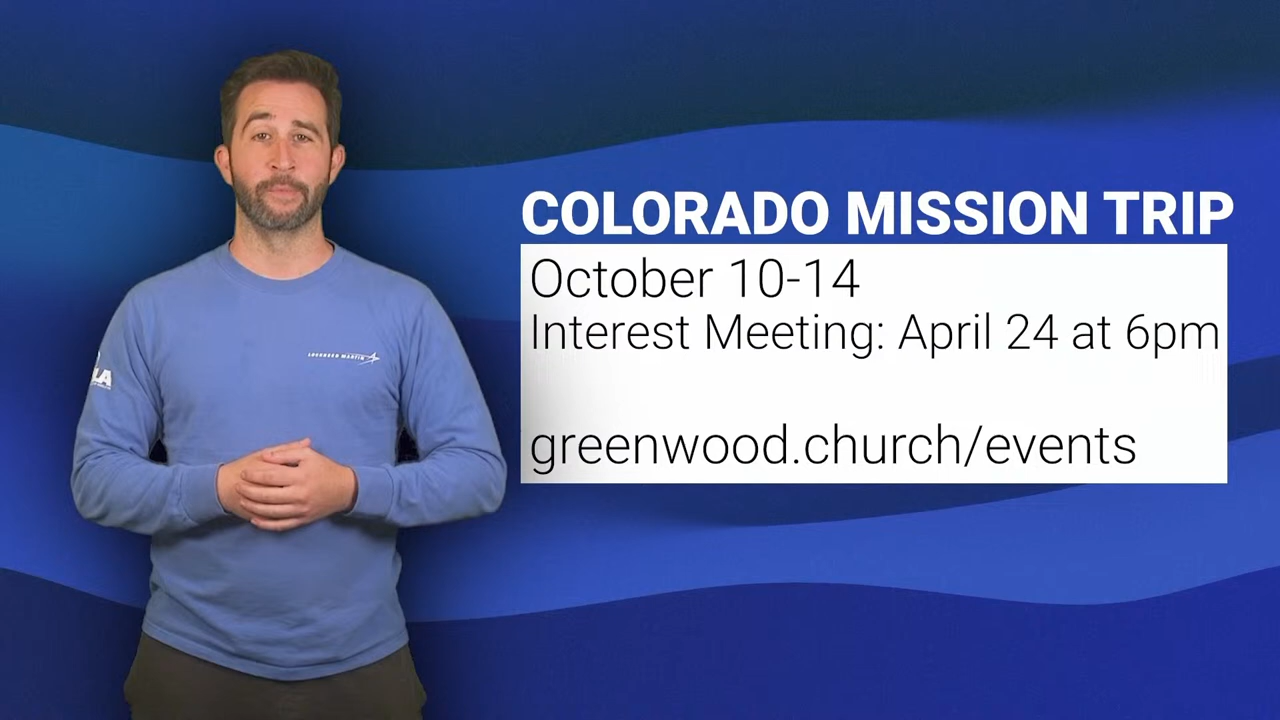 COLORADO MISSION TRIP
October 10-14
Interest Meeting: April 24 at 6pm
greenwood.church/events
LOCKHEED MARTIN